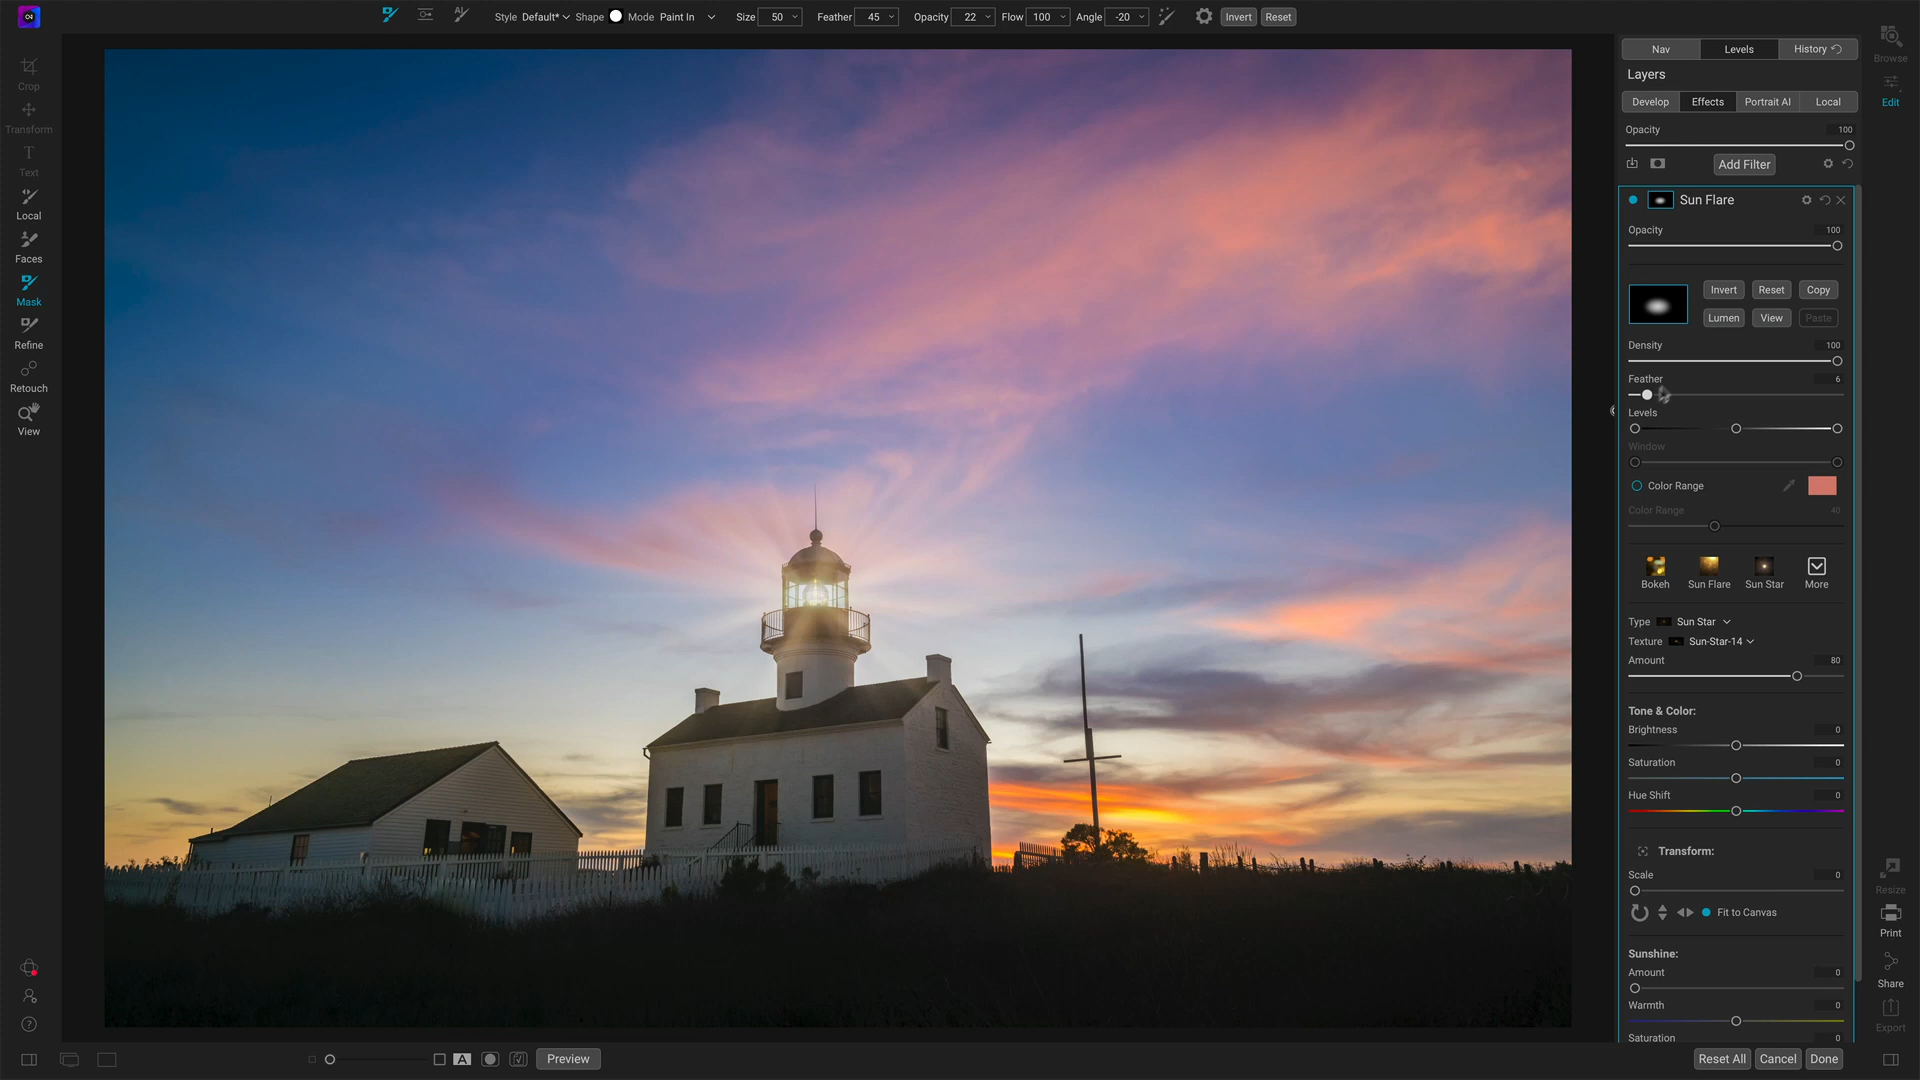 Style Default* Shape Mode Paint In Size 50 Feather 45 Opacity 22 Flow 100 Angle -20 Invert Reset
Crop
Transform
Text
Local
Faces
Mask
Refine
Retouch
View
Nav Levels History
Layers
Develop Effects Portrait AI Local
Opacity 100
Add Filter
Sun Flare
Opacity 100
Invert Reset Copy
Lumen View Paste
Density 100
Feather 6
Levels
Window
Color Range
Color Range 40
Bokeh Sun Flare Sun Star More
Type Sun Star
Texture Sun-Star-14
Amount 80
Tone & Color:
Brightness 0
Saturation 0
Hue Shift 0
Transform:
Scale 0
Fit to Canvas
Sunshine:
Amount 0
Warmth 0
Saturation 0
Browse
Edit
Resize
Print
Share
Export
A Preview
Reset All Cancel Done